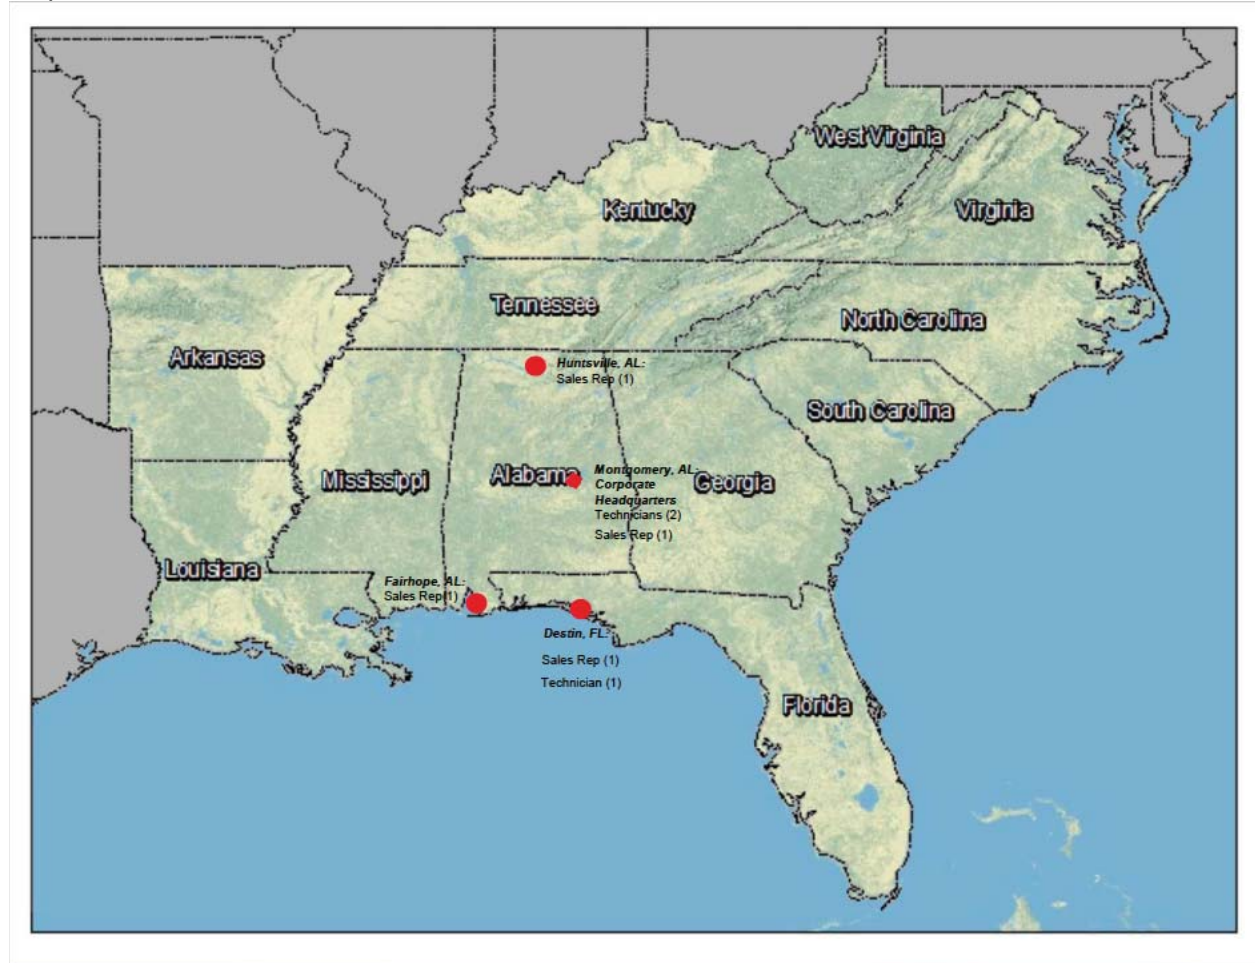 West Virginia
Kentucky
Virginia
Tennessee
North Carolina
Arkansas
Huntsville, AL:
Sales Rep (1)
South Carolina
Mississippi
Alabama
Montgomery, AL:
Corporate
Headquarters
Technicians (2)
Sales Rep (1)
Georgia
Louisiana
Fairhope, AL:
Sales Rep(1)
Destin, FL:
Sales Rep (1)
Technician (1)
Florida